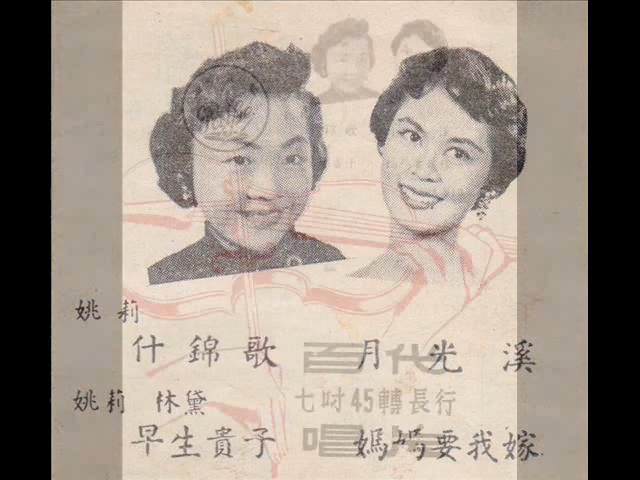 姚莉
什錦歌 月光溪
百代
姚莉 林黛
七吋45轉長行
唱片
早生貴子 媽媽要我嫁